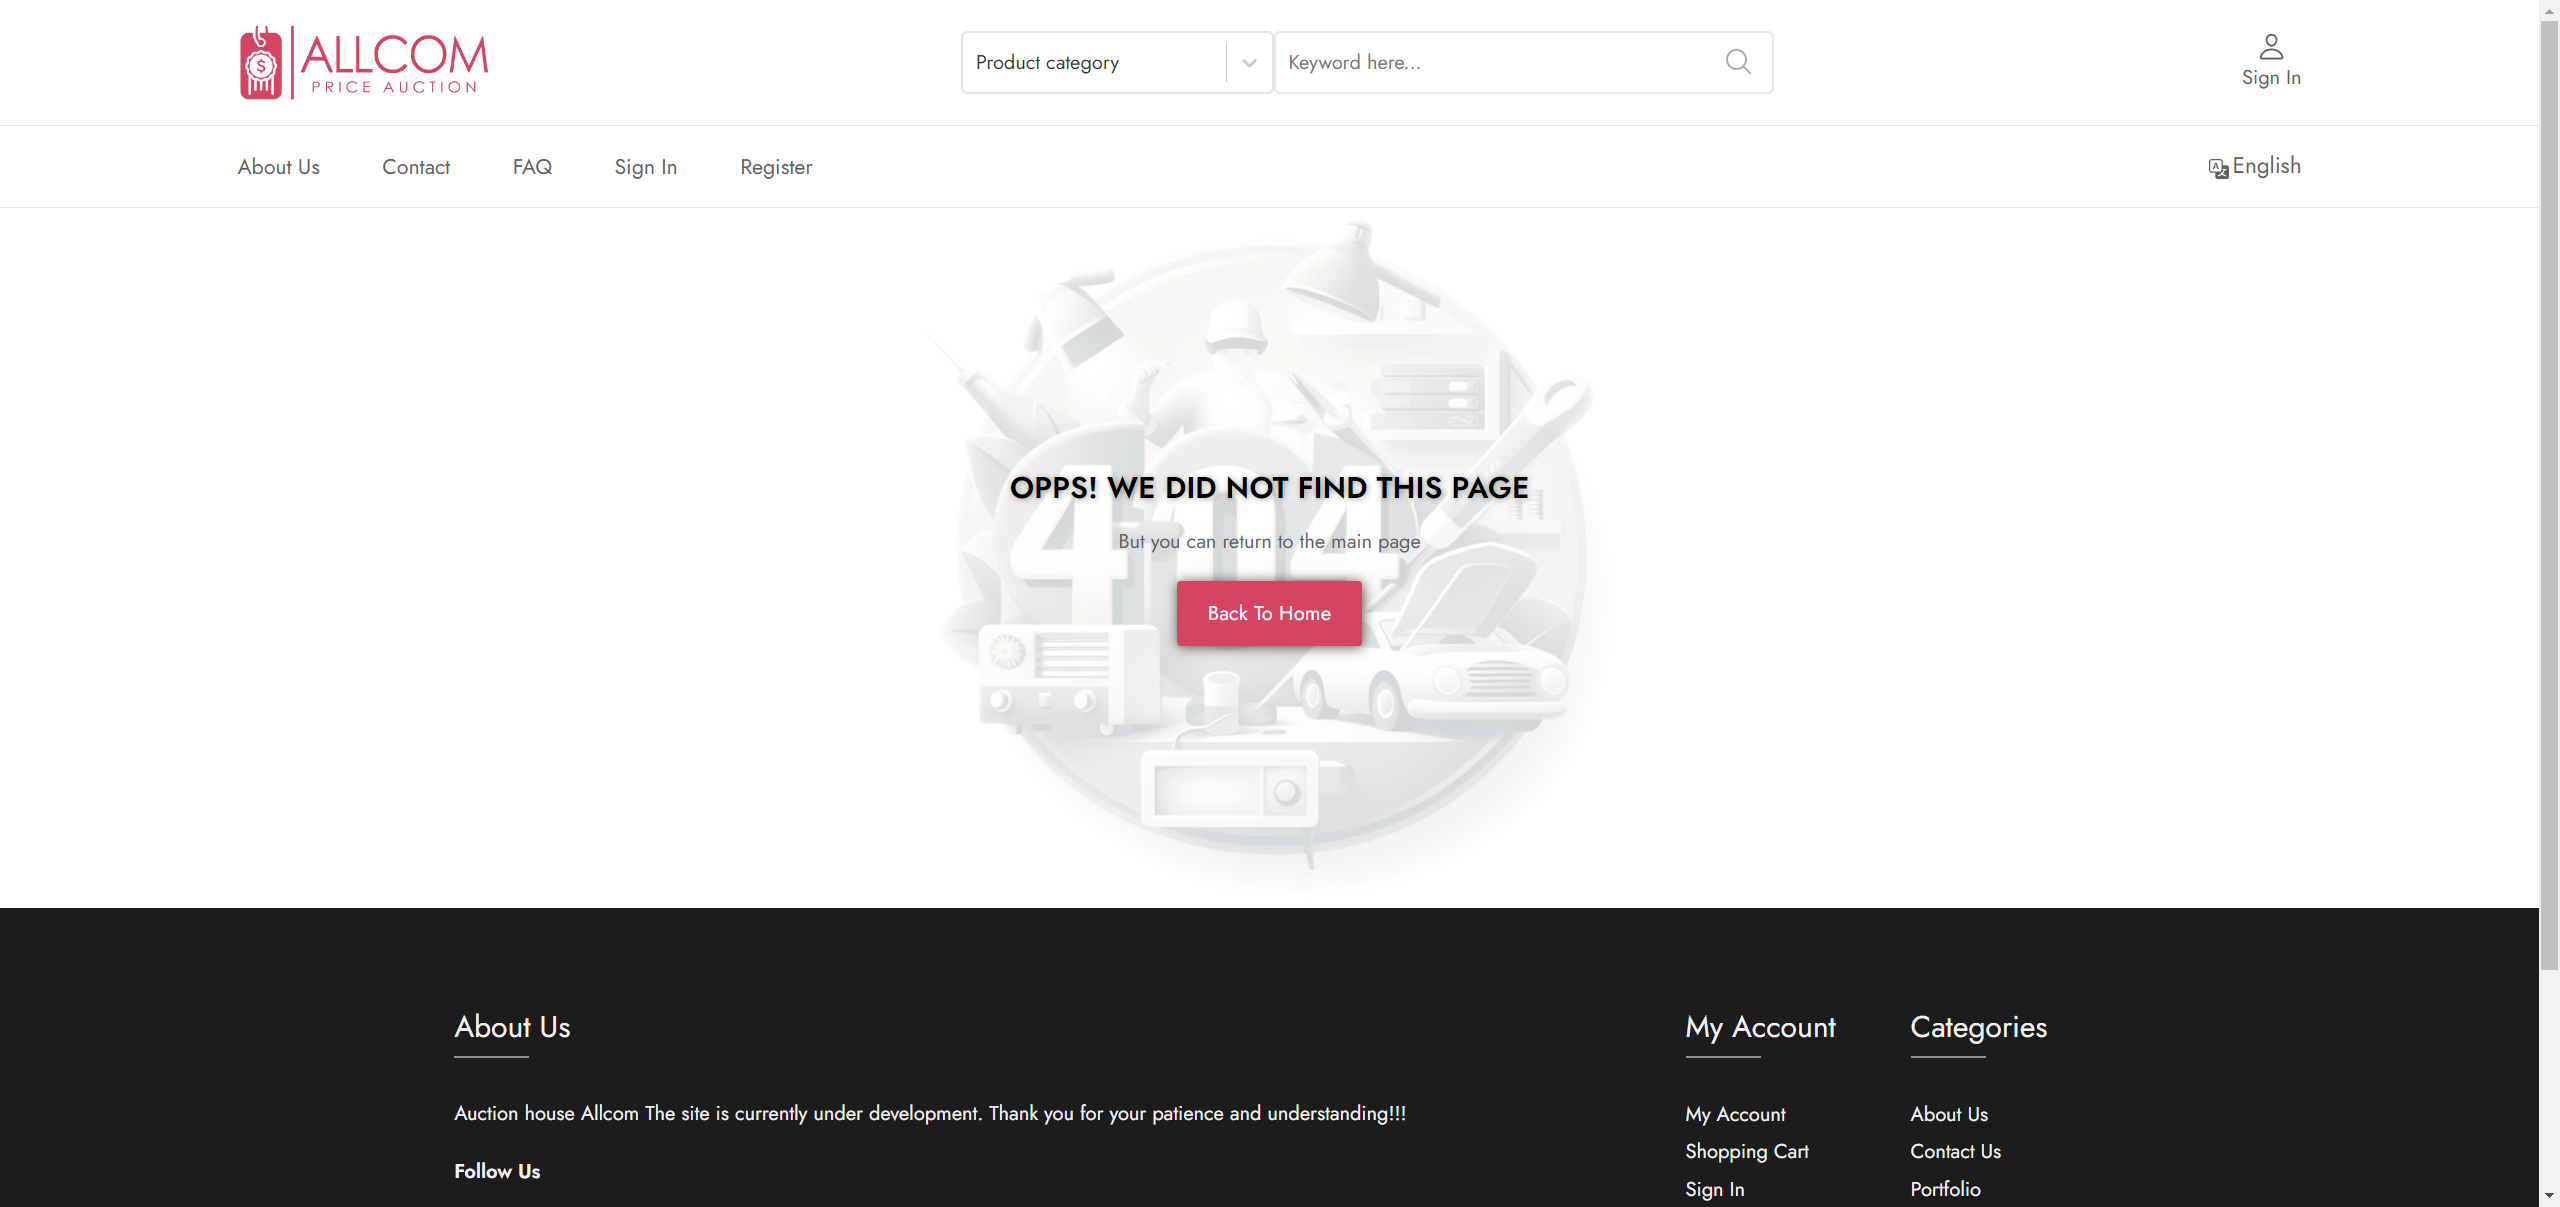 ALLCOM
PRICE AUCTION
Product category
Keyword here...
Sign In
About Us
Contact
FAQ
Sign In
Register
English
404
OPPS! WE DID NOT FIND THIS PAGE
But you can return to the main page
Back To Home
About Us
Auction house Allcom The site is currently under development. Thank you for your patience and understanding!!!
Follow Us
My Account
My Account
Shopping Cart
Sign In
Categories
About Us
Contact Us
Portfolio